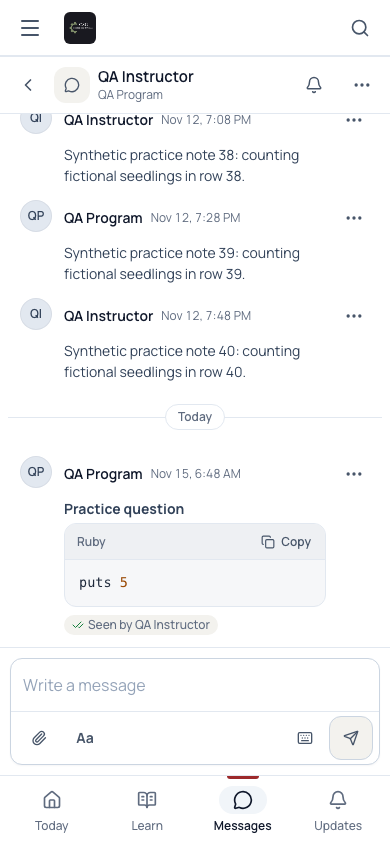 QA Instructor
QA Program
QI
QA Instructor Nov 12, 7:08 PM
Synthetic practice note 38: counting
fictional seedlings in row 38.
QP
QA Program Nov 12, 7:28 PM
Synthetic practice note 39: counting
fictional seedlings in row 39.
QI
QA Instructor Nov 12, 7:48 PM
Synthetic practice note 40: counting
fictional seedlings in row 40.
Today
QP
QA Program Nov 15, 6:48 AM
Practice question
Ruby Copy
puts 5
Seen by QA Instructor
Write a message
Aa
Today Learn Messages Updates